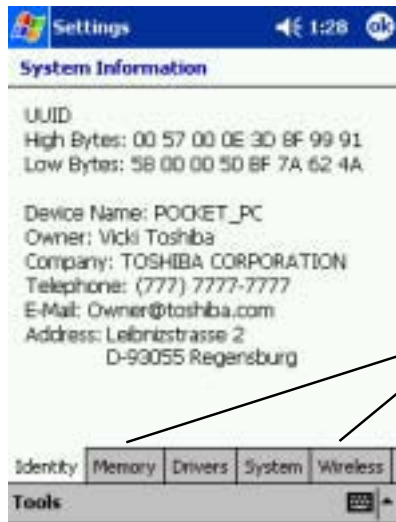 Settings 1:28 ok
System Information
UUID
High Bytes: 00 57 00 0E 3D 8F 99 91
Low Bytes: 58 00 00 50 BF 7A 62 4A
Device Name: POCKET_PC
Owner: Vicki Toshiba
Company: TOSHIBA CORPORATION
Telephone: (777) 7777-7777
E-Mail: Owner@toshiba.com
Address: Leibnizstrasse 2
D-93055 Regensburg
Identity Memory Drivers System Wireless
Tools